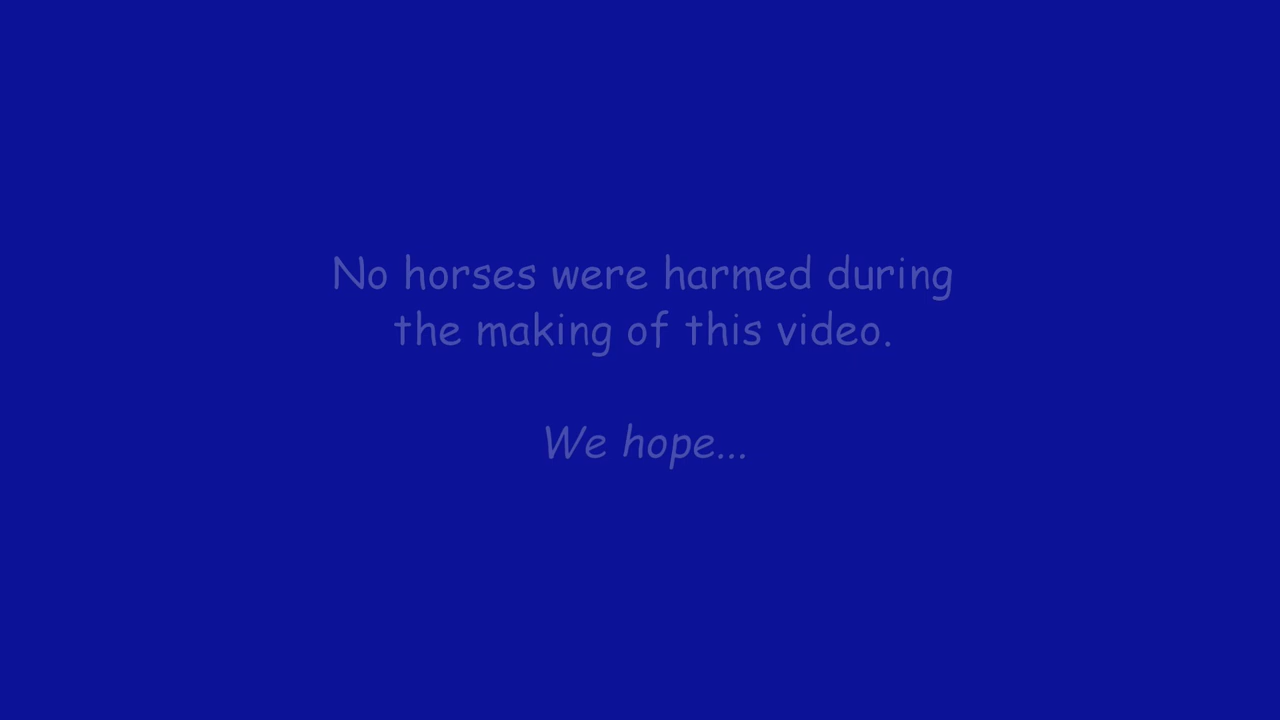 No horses were harmed during
the making of this video.
We hope...